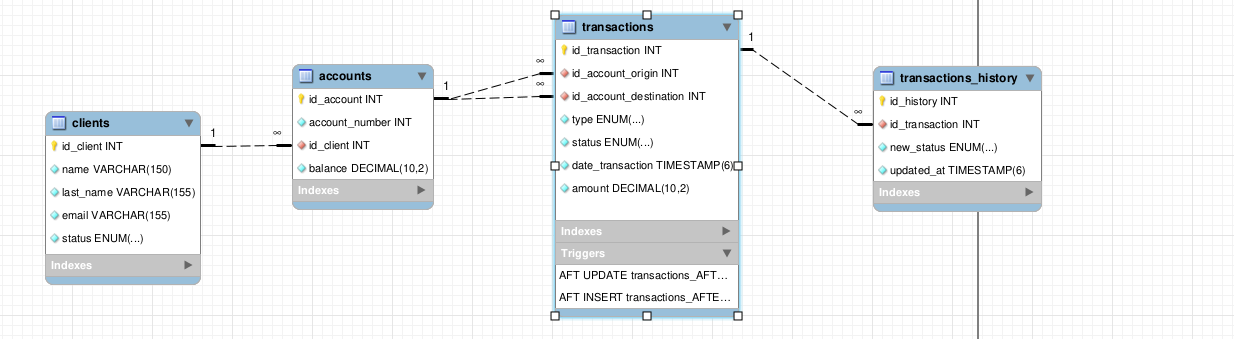 clients
id_client INT
name VARCHAR(150)
last_name VARCHAR(155)
email VARCHAR(155)
status ENUM(...)
Indexes
1
∞
accounts
id_account INT
account_number INT
id_client INT
balance DECIMAL(10,2)
Indexes
1
∞
∞
transactions
id_transaction INT
id_account_origin INT
id_account_destination INT
type ENUM(...)
status ENUM(...)
date_transaction TIMESTAMP(6)
amount DECIMAL(10,2)
Indexes
Triggers
AFT UPDATE transactions_AFT...
AFT INSERT transactions_AFTE...
1
∞
transactions_history
id_history INT
id_transaction INT
new_status ENUM(...)
updated_at TIMESTAMP(6)
Indexes